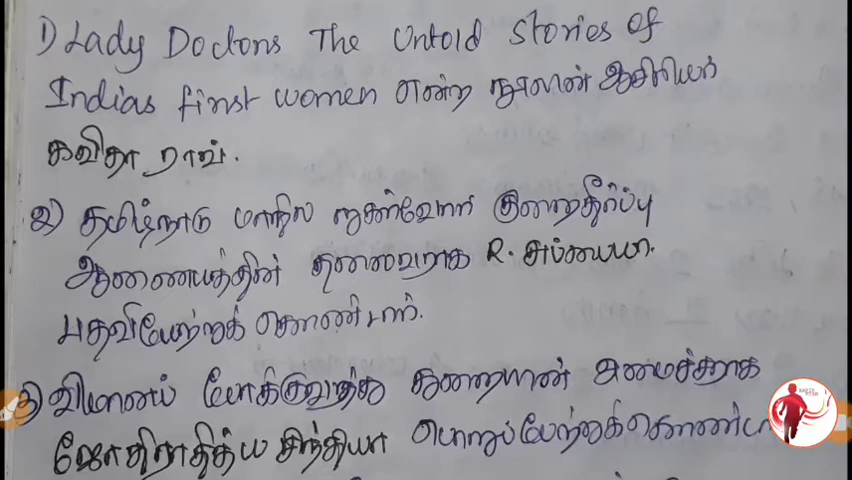 1) Lady Doctors The Untold Stories of
Indias first women என்ற நூலின் ஆசிரியர்
கவிதா ராவ்.
2) தமிழ்நாடு மாநில நுகர்வோர் குறைதீர்ப்பு
ஆணையத்தின் தலைவராக R. சுப்பையா.
பதவியேற்றுக் கொண்டார்.
3) விமானப் போக்குவரத்து துறையின் அமைச்சராக
ஜோதிராதித்ய சிந்தியா பொறுப்பேற்றுக்கொண்டா